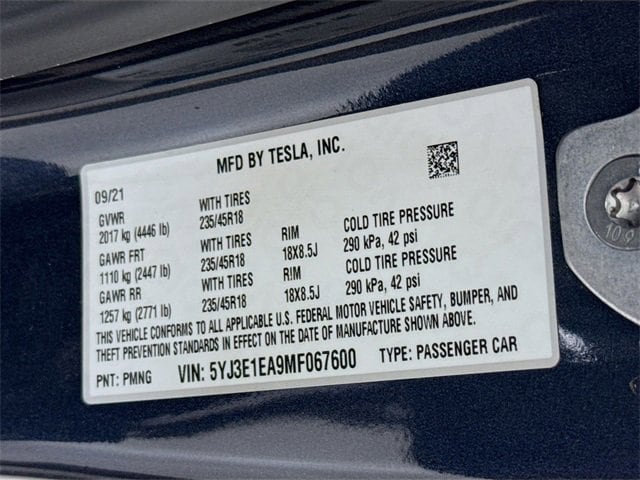 MFD BY TESLA, INC.
09/21
GVWR WITH TIRES
2017 kg (4446 lb) 235/45R18
GAWR FRT WITH TIRES RIM COLD TIRE PRESSURE
1110 kg (2447 lb) 235/45R18 18X8.5J 290 kPa, 42 psi
GAWR RR WITH TIRES RIM COLD TIRE PRESSURE
1257 kg (2771 lb) 235/45R18 18X8.5J 290 kPa, 42 psi
THIS VEHICLE CONFORMS TO ALL APPLICABLE U.S. FEDERAL MOTOR VEHICLE SAFETY, BUMPER, AND
THEFT PREVENTION STANDARDS IN EFFECT ON THE DATE OF MANUFACTURE SHOWN ABOVE.
PNT: PMNG VIN: 5YJ3E1EA9MF067600 TYPE: PASSENGER CAR